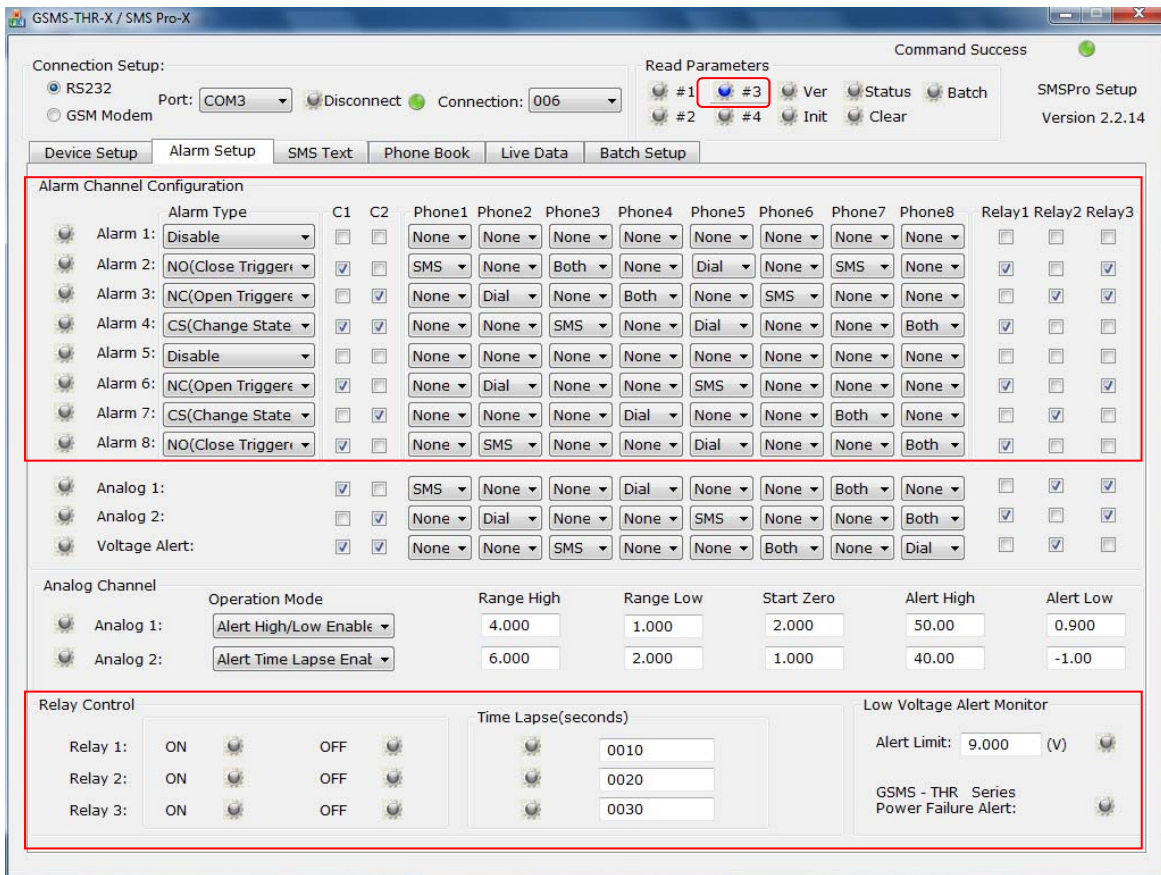 GSMS-THR-X / SMS Pro-X
Command Success
Connection Setup:
Read Parameters
RS232 Port: COM3 Disconnect Connection: 006 #1 #3 Ver Status Batch SMSPro Setup
GSM Modem #2 #4 Init Clear Version 2.2.14
Device Setup Alarm Setup SMS Text Phone Book Live Data Batch Setup
Alarm Channel Configuration
Alarm Type C1 C2 Phone1 Phone2 Phone3 Phone4 Phone5 Phone6 Phone7 Phone8 Relay1 Relay2 Relay3
Alarm 1: Disable None None None None None None None None
Alarm 2: NO(Close Triggere SMS None Both None Dial None SMS None
Alarm 3: NC(Open Triggere None Dial None Both None SMS None None
Alarm 4: CS(Change State None None SMS None Dial None None Both
Alarm 5: Disable None None None None None None None None
Alarm 6: NC(Open Triggere None Dial None None SMS None None None
Alarm 7: CS(Change State None None None Dial None None Both None
Alarm 8: NO(Close Triggere None SMS None None Dial None None Both
Analog 1: SMS None None Dial None None Both None
Analog 2: None Dial None None SMS None None Both
Voltage Alert: None None SMS None None Both None Dial
Analog Channel
Operation Mode Range High Range Low Start Zero Alert High Alert Low
Analog 1: Alert High/Low Enable 4.000 1.000 2.000 50.00 0.900
Analog 2: Alert Time Lapse Enat 6.000 2.000 1.000 40.00 -1.00
Relay Control Time Lapse(seconds) Low Voltage Alert Monitor
Relay 1: ON OFF 0010 Alert Limit: 9.000 (V)
Relay 2: ON OFF 0020
GSMS - THR Series
Relay 3: ON OFF 0030 Power Failure Alert: